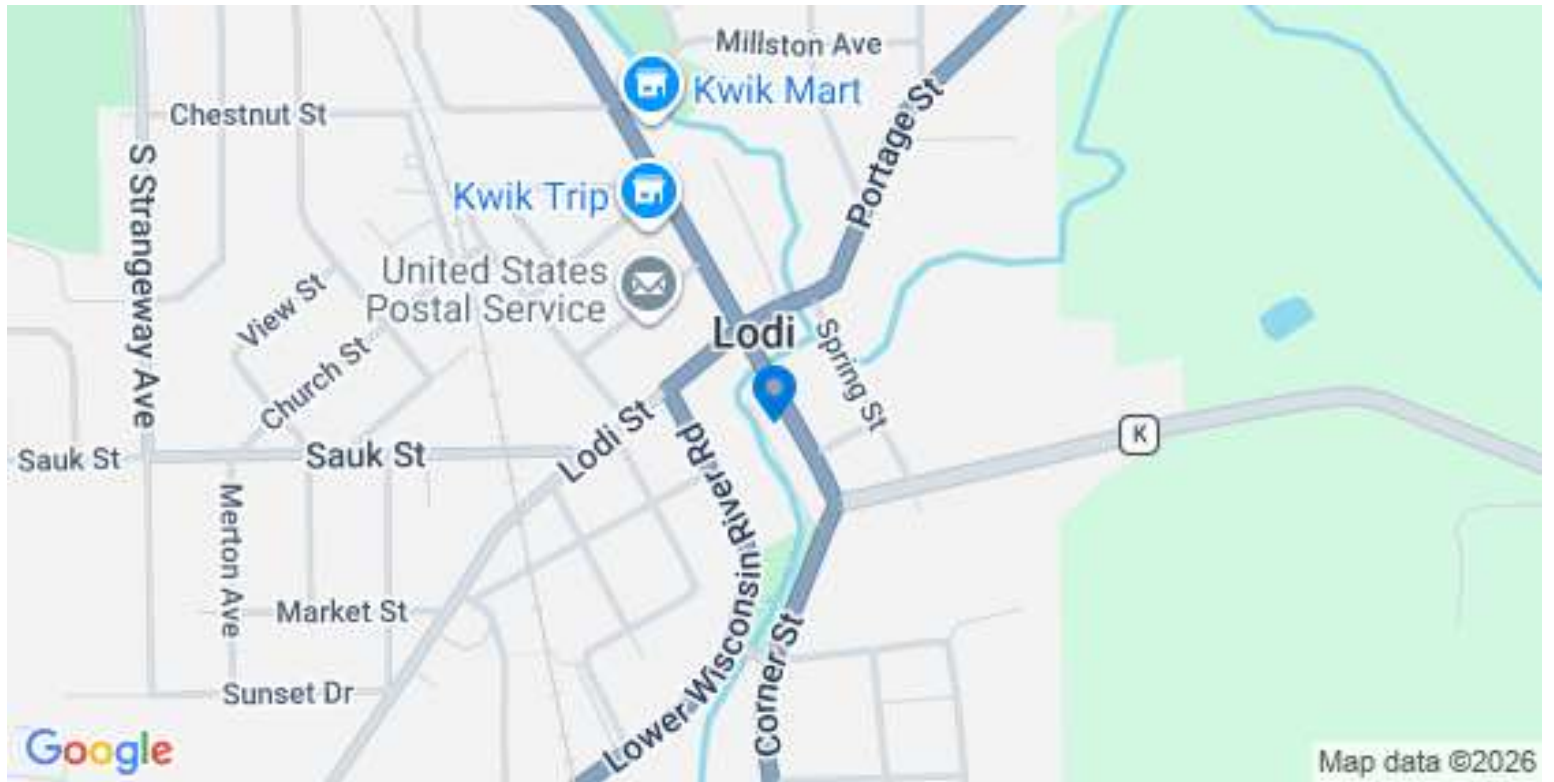 Millston Ave
Kwik Mart
Chestnut St
Portage St
S Strangeway Ave
Kwik Trip
United States
Postal Service
View St
Lodi
Spring St
Church St
Lodi St
K
Sauk St
Sauk St
Lower Wisconsin River Rd
Merton Ave
Market St
Corner St
Sunset Dr
Google
Map data ©2026